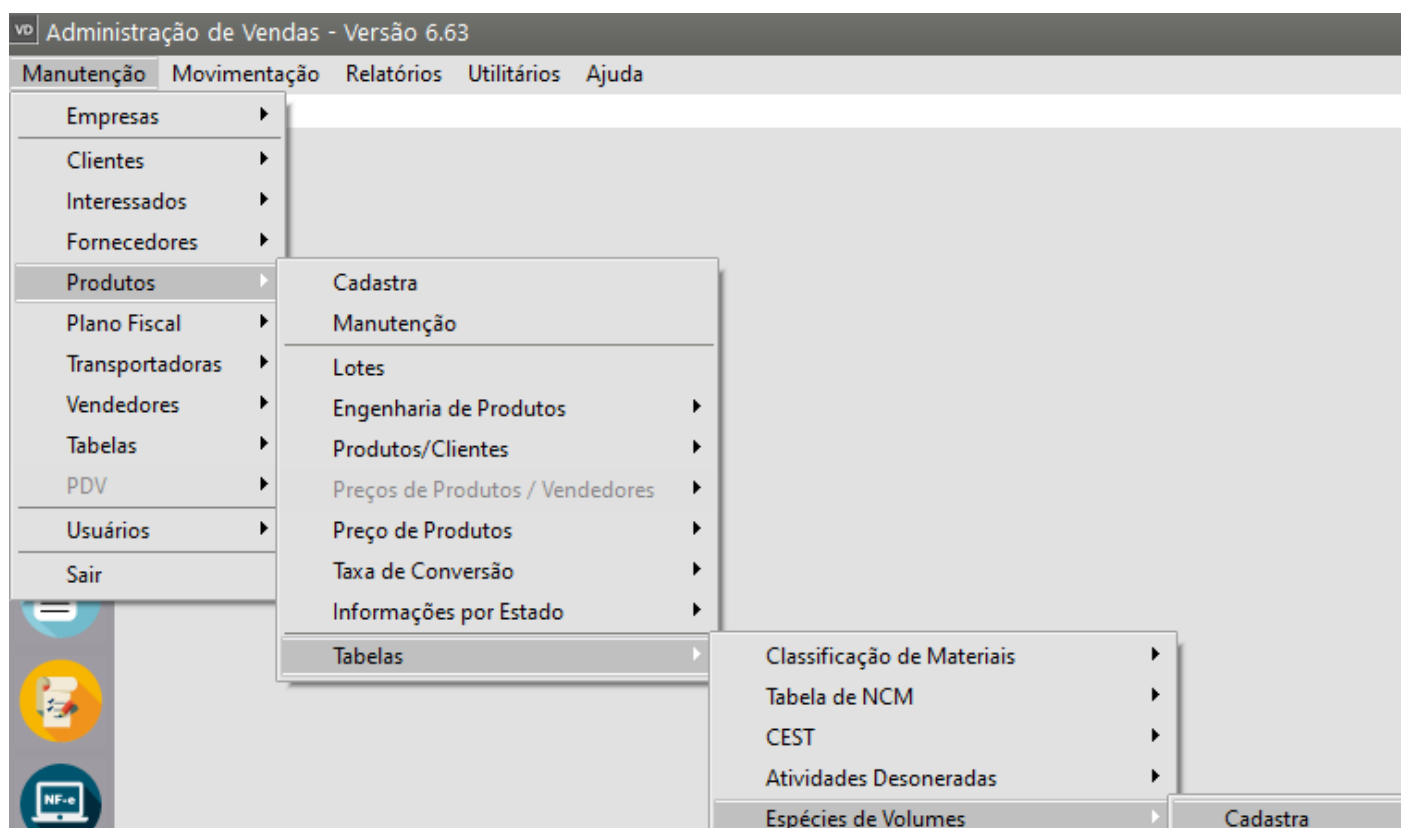 VD Administração de Vendas - Versão 6.63
Manutenção Movimentação Relatórios Utilitários Ajuda
Empresas
Clientes
Interessados
Fornecedores
Produtos
Plano Fiscal
Transportadoras
Vendedores
Tabelas
PDV
Usuários
Sair
Cadastra
Manutenção
Lotes
Engenharia de Produtos
Produtos/Clientes
Preços de Produtos / Vendedores
Preço de Produtos
Taxa de Conversão
Informações por Estado
Tabelas
Classificação de Materiais
Tabela de NCM
CEST
Atividades Desoneradas
Espécies de Volumes
Cadastra
NF-e